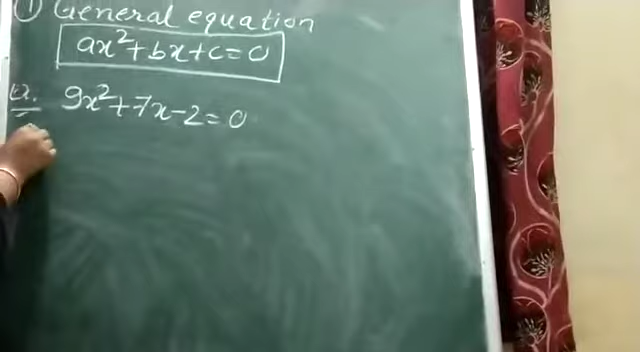 ① General equation
ax²+bx+c=0
Ex. 9x²+7x-2=0